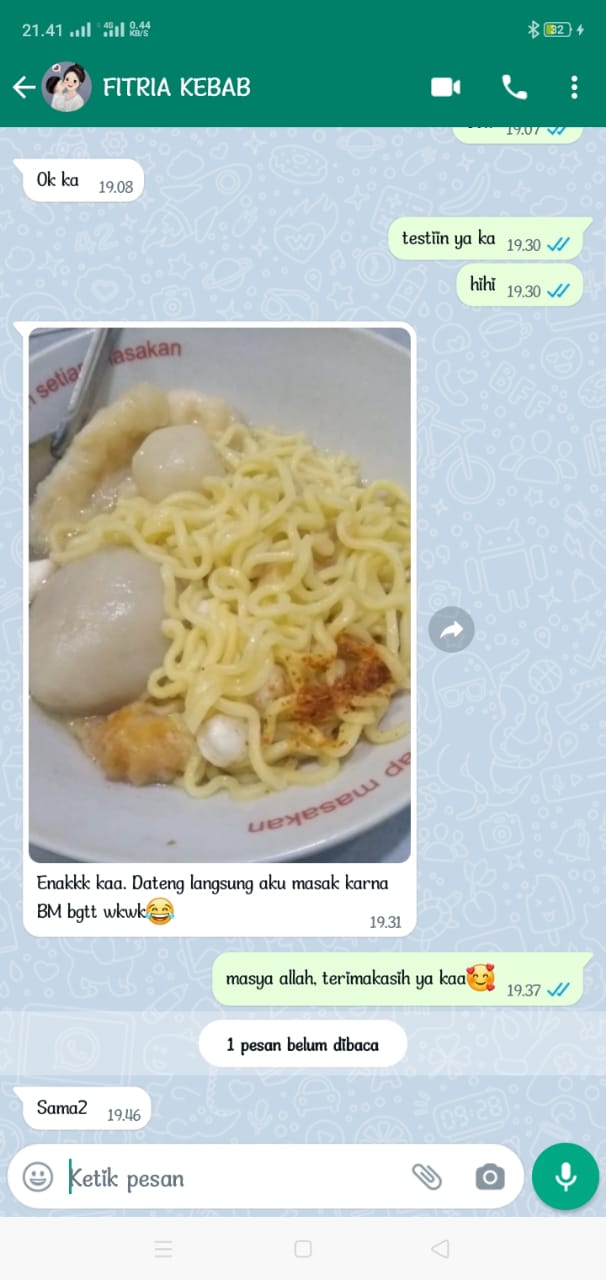 21.41
4G
0.44
KB/S
32
FITRIA KEBAB
19.07
Ok ka 19.08
testiin ya ka 19.30
hihi 19.30
setiap masakan
ap masakan
Enakkk kaa. Dateng langsung aku masak karna
BM bgtt wkwk😂 19.31
masya allah, terimakasih ya kaa🥰 19.37
1 pesan belum dibaca
Sama2 19.46
Ketik pesan